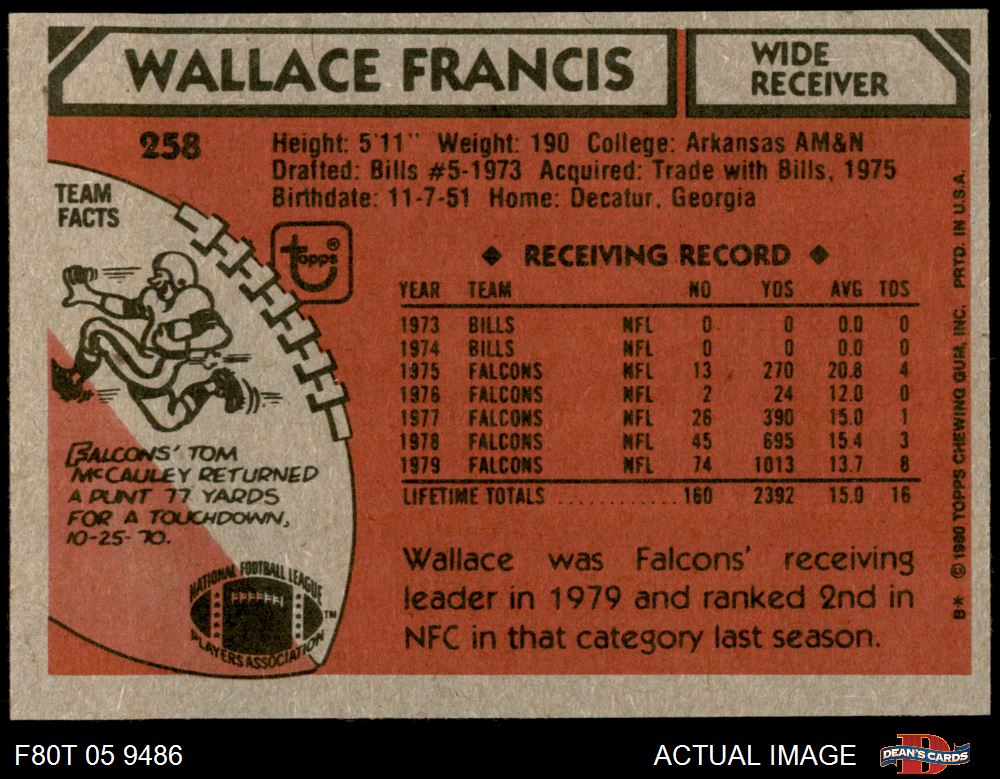 WALLACE FRANCIS
WIDE
RECEIVER
258
Height: 5'11" Weight: 190 College: Arkansas AM&N
Drafted: Bills #5-1973 Acquired: Trade with Bills, 1975
Birthdate: 11-7-51 Home: Decatur, Georgia
TEAM
FACTS
topps®
FALCONS' TOM
McCAULEY RETURNED
A PUNT 77 YARDS
FOR A TOUCHDOWN,
10-25-70.
NATIONAL FOOTBALL LEAGUE
PLAYERS ASSOCIATION
TM
◆ RECEIVING RECORD ◆
YEAR TEAM NO YDS AVG TDS
1973 BILLS NFL 0 0 0.0 0
1974 BILLS NFL 0 0 0.0 0
1975 FALCONS NFL 13 270 20.8 4
1976 FALCONS NFL 2 24 12.0 0
1977 FALCONS NFL 26 390 15.0 1
1978 FALCONS NFL 45 695 15.4 3
1979 FALCONS NFL 74 1013 13.7 8
LIFETIME TOTALS ............ 160 2392 15.0 16
Wallace was Falcons' receiving
leader in 1979 and ranked 2nd in
NFC in that category last season.
B* © 1980 TOPPS CHEWING GUM, INC. PRTD. IN U.S.A.
F80T 05 9486
ACTUAL IMAGE
DEAN'S CARDS